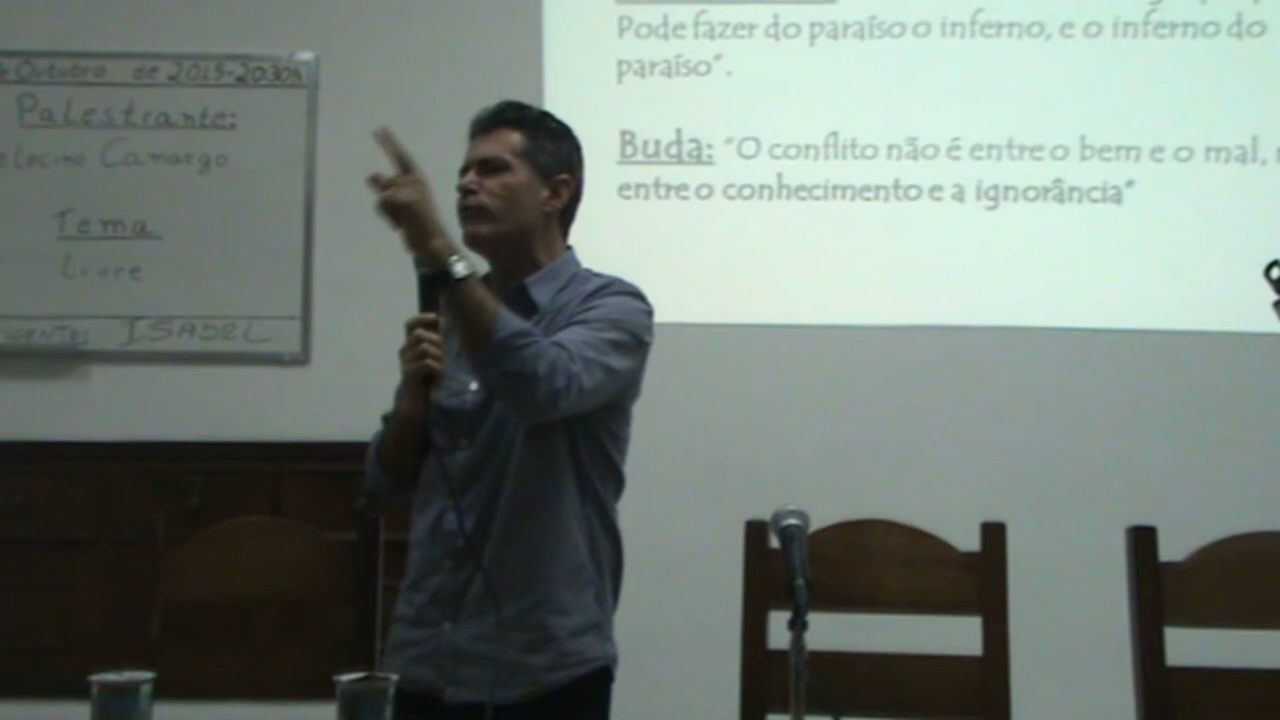 Outubro de 2015-20:30h
Palestrante:
Camargo
Tema
Livre
ISABEL
Pode fazer do paraíso o inferno, e o inferno do
paraíso".
Buda: "O conflito não é entre o bem e o mal,
entre o conhecimento e a ignorância"